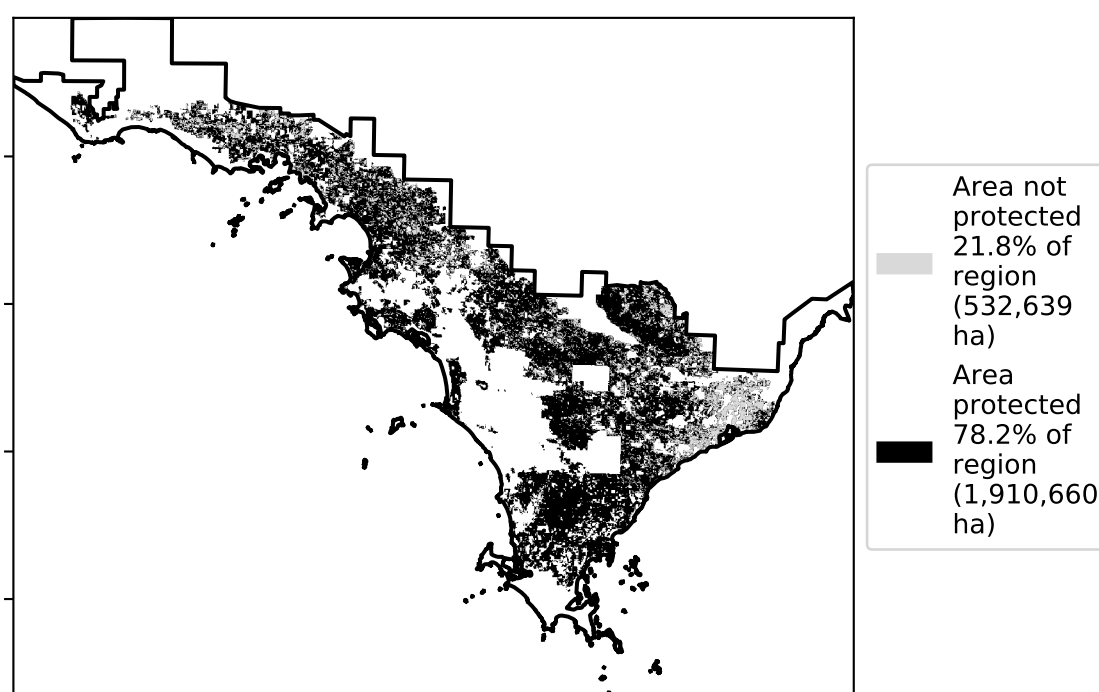 Area not
protected
21.8% of
region
(532,639
ha)
Area
protected
78.2% of
region
(1,910,660
ha)